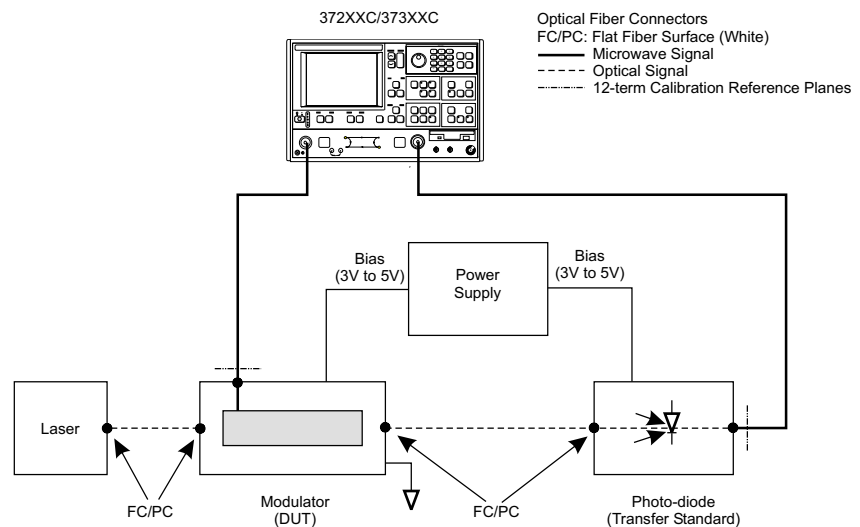 372XXC/373XXC
Optical Fiber Connectors
FC/PC: Flat Fiber Surface (White)
Microwave Signal
Optical Signal
12-term Calibration Reference Planes
Bias
(3V to 5V)
Power
Supply
Bias
(3V to 5V)
Laser
FC/PC
Modulator
(DUT)
FC/PC
Photo-diode
(Transfer Standard)